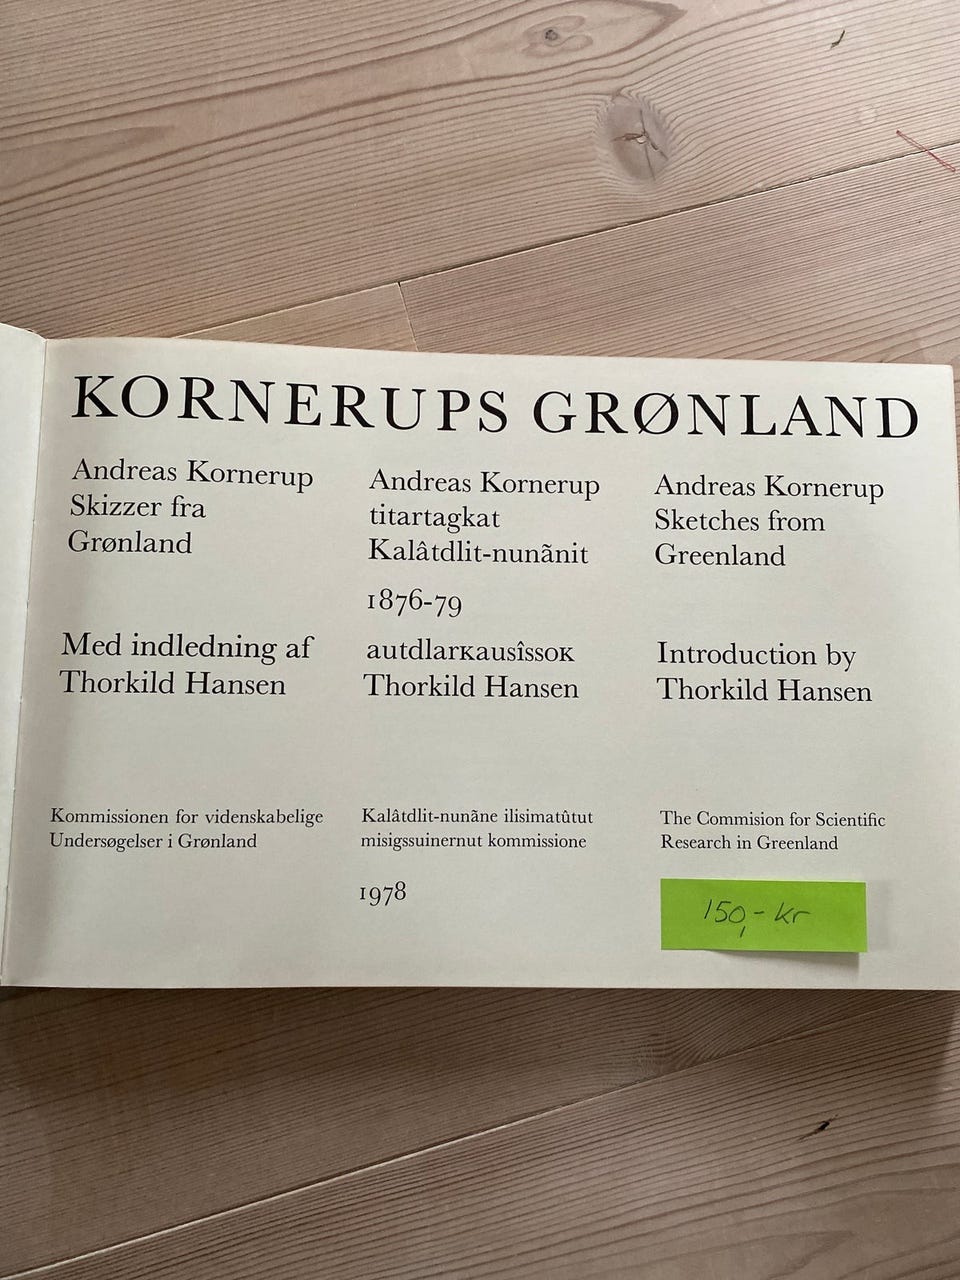 KORNERUPS GRØNLAND
Andreas Kornerup
Skizzer fra
Grønland
Andreas Kornerup
titartagkat
Kalâtdlit-nunãnit
1876-79
Andreas Kornerup
Sketches from
Greenland
Med indledning af
Thorkild Hansen
autdlarĸausîssoĸ
Thorkild Hansen
Introduction by
Thorkild Hansen
Kommissionen for videnskabelige
Undersøgelser i Grønland
Kalâtdlit-nunãne ilisimatûtut
misigssuinernut kommissione
1978
The Commision for Scientific
Research in Greenland
150,- kr